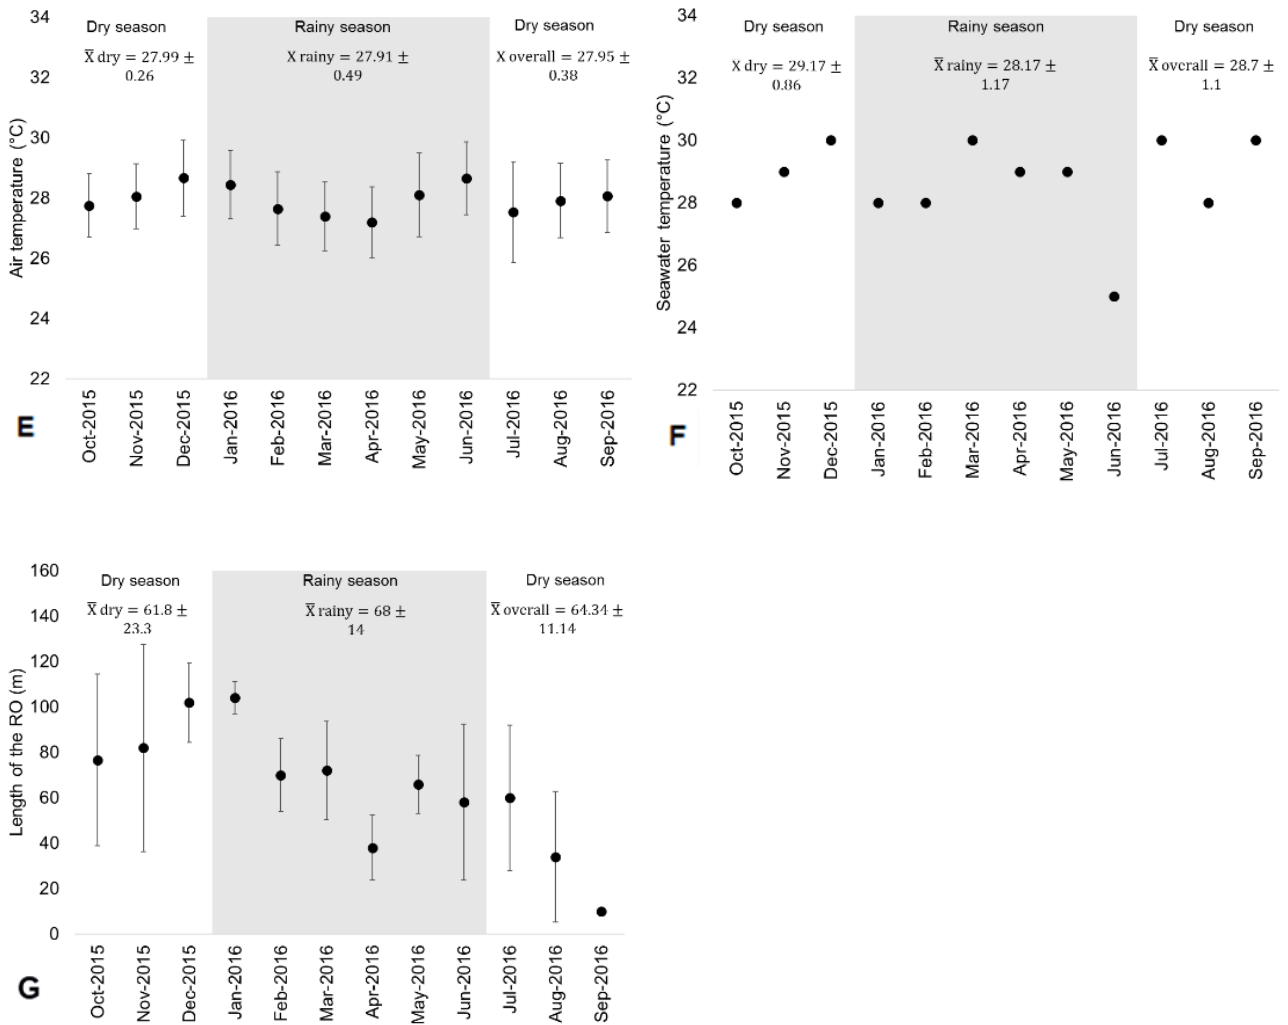 34
32
30
28
26
24
22
Air temperature (°C)
Dry season
Rainy season
Dry season
X̅ dry = 27.99 ±
0.26
X rainy = 27.91 ±
0.49
X overall = 27.95 ±
0.38
Oct-2015
Nov-2015
Dec-2015
Jan-2016
Feb-2016
Mar-2016
Apr-2016
May-2016
Jun-2016
Jul-2016
Aug-2016
Sep-2016
E
34
32
30
28
26
24
22
Seawater temperature (°C)
Dry season
Rainy season
Dry season
X dry = 29.17 ±
0.86
X̅ rainy = 28.17 ±
1.17
X̅ overall = 28.7 ±
1.1
Oct-2015
Nov-2015
Dec-2015
Jan-2016
Feb-2016
Mar-2016
Apr-2016
May-2016
Jun-2016
Jul-2016
Aug-2016
Sep-2016
F
160
140
120
100
80
60
40
20
0
Length of the RO (m)
Dry season
Rainy season
Dry season
X̅ dry = 61.8 ±
23.3
X̅ rainy = 68 ±
14
X̅ overall = 64.34 ±
11.14
Oct-2015
Nov-2015
Dec-2015
Jan-2016
Feb-2016
Mar-2016
Apr-2016
May-2016
Jun-2016
Jul-2016
Aug-2016
Sep-2016
G